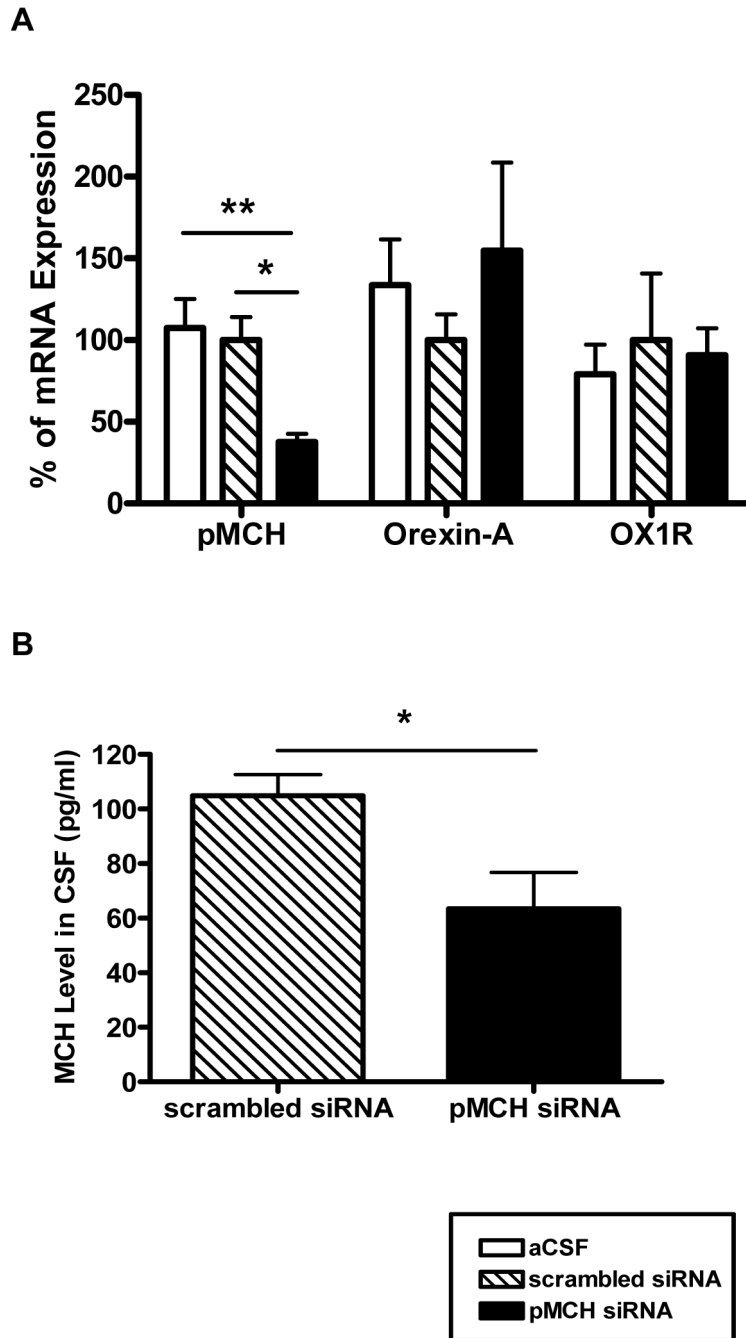 A
% of mRNA Expression
250
200
150
100
50
0
**
*
pMCH Orexin-A OX1R
B
MCH Level in CSF (pg/ml)
120
100
80
60
40
20
0
*
scrambled siRNA pMCH siRNA
aCSF
scrambled siRNA
pMCH siRNA